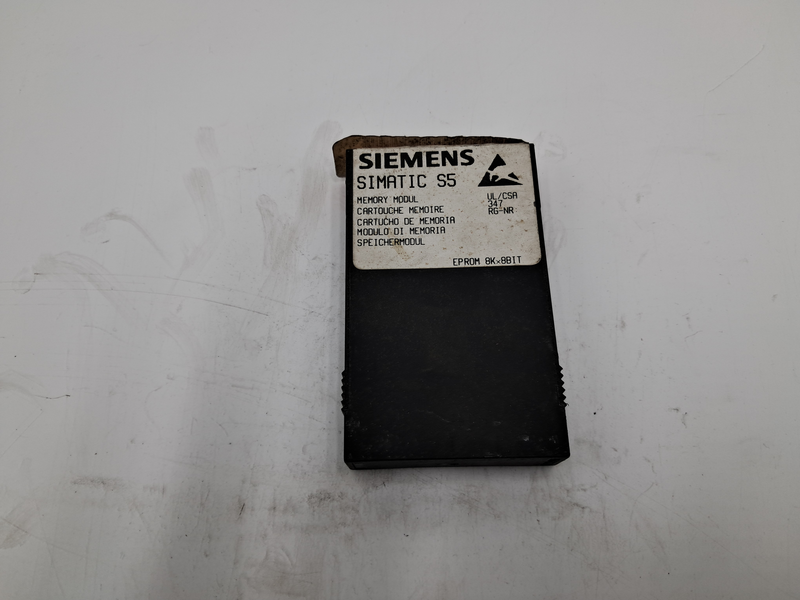 SIEMENS
SIMATIC S5
MEMORY MODUL
CARTOUCHE MEMOIRE
CARTUCHO DE MEMORIA
MODULO DI MEMORIA
SPEICHERMODUL
UL/CSA
347
RG-NR
EPROM 8K×8BIT